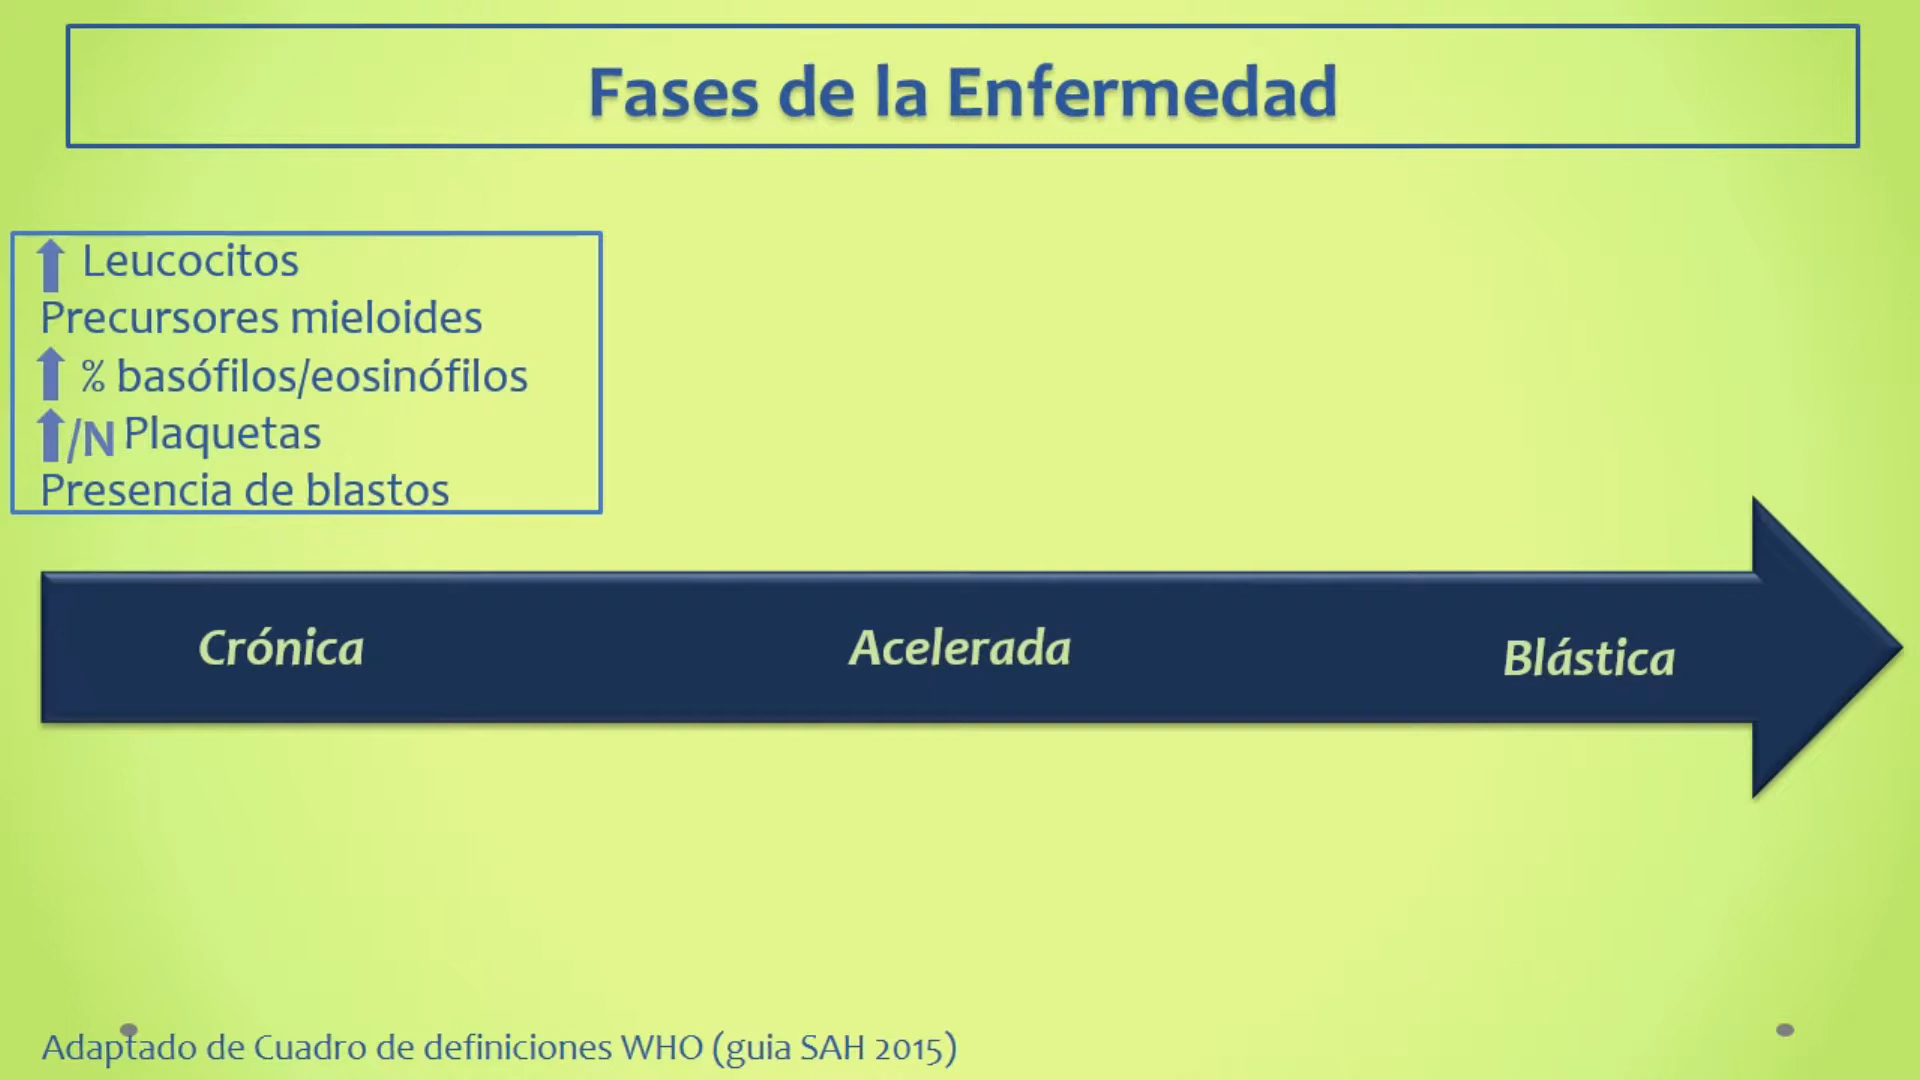 Fases de la Enfermedad
Leucocitos
Precursores mieloides
% basófilos/eosinófilos
/N Plaquetas
Presencia de blastos
Crónica
Acelerada
Blástica
Adaptado de Cuadro de definiciones WHO (guia SAH 2015)